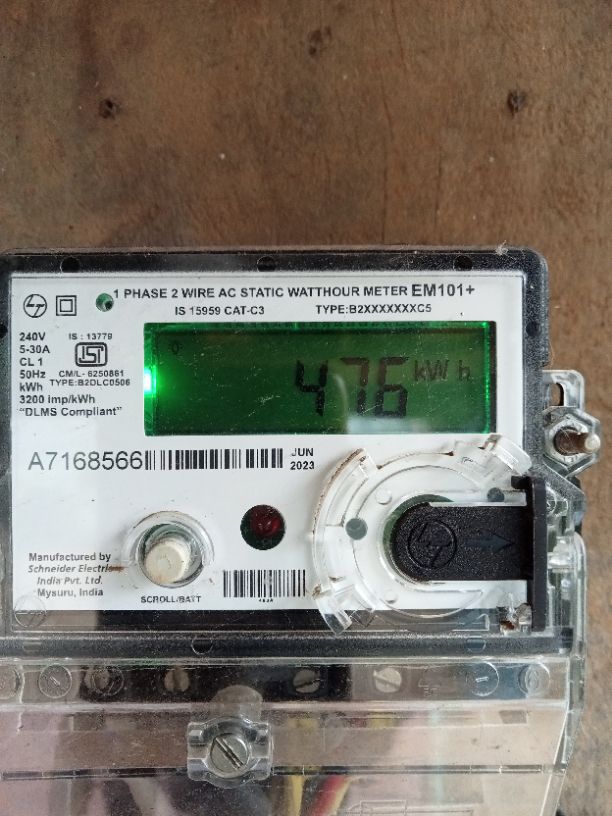 1 PHASE 2 WIRE AC STATIC WATTHOUR METER EM101+
IS 15959 CAT-C3 TYPE:B2XXXXXXXC5
240V
5-30A
CL 1
50Hz
kWh
3200 imp/kWh
"DLMS Compliant"
IS : 13779
ISI
CM/L- 6250861
TYPE:B2DLC0506
476 kW h
A7168566
JUN
2023
Manufactured by
Schneider Electric
India Pvt. Ltd.
Mysuru, India
SCROLL/BATT
L&T